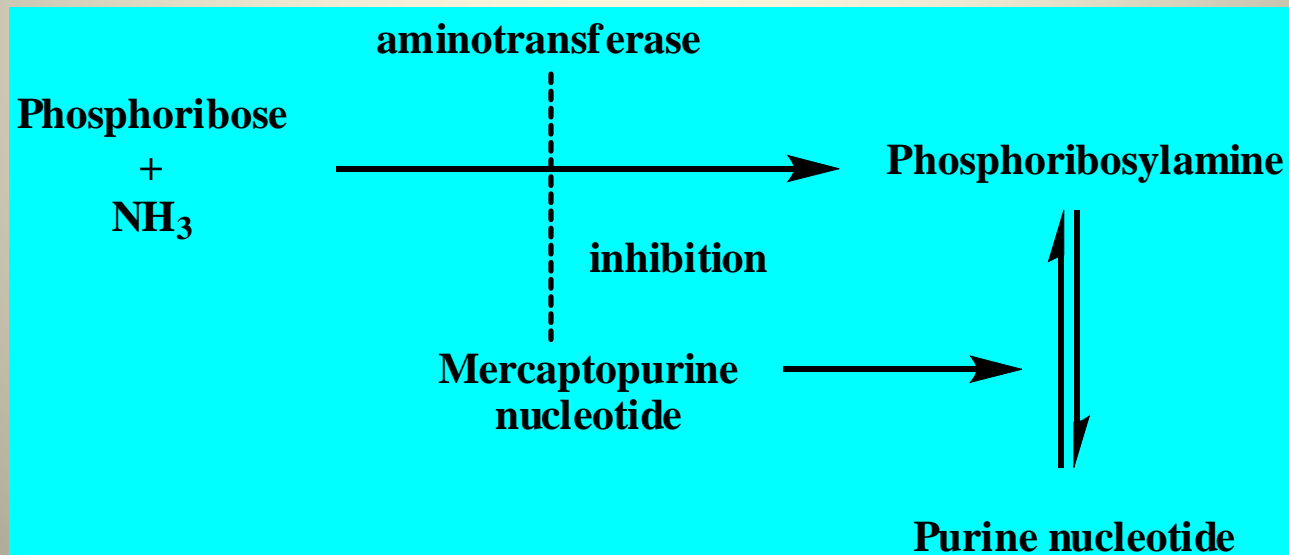 aminotransferase
Phosphoribose
+
NH₃
Phosphoribosylamine
inhibition
Mercaptopurine
nucleotide
Purine nucleotide